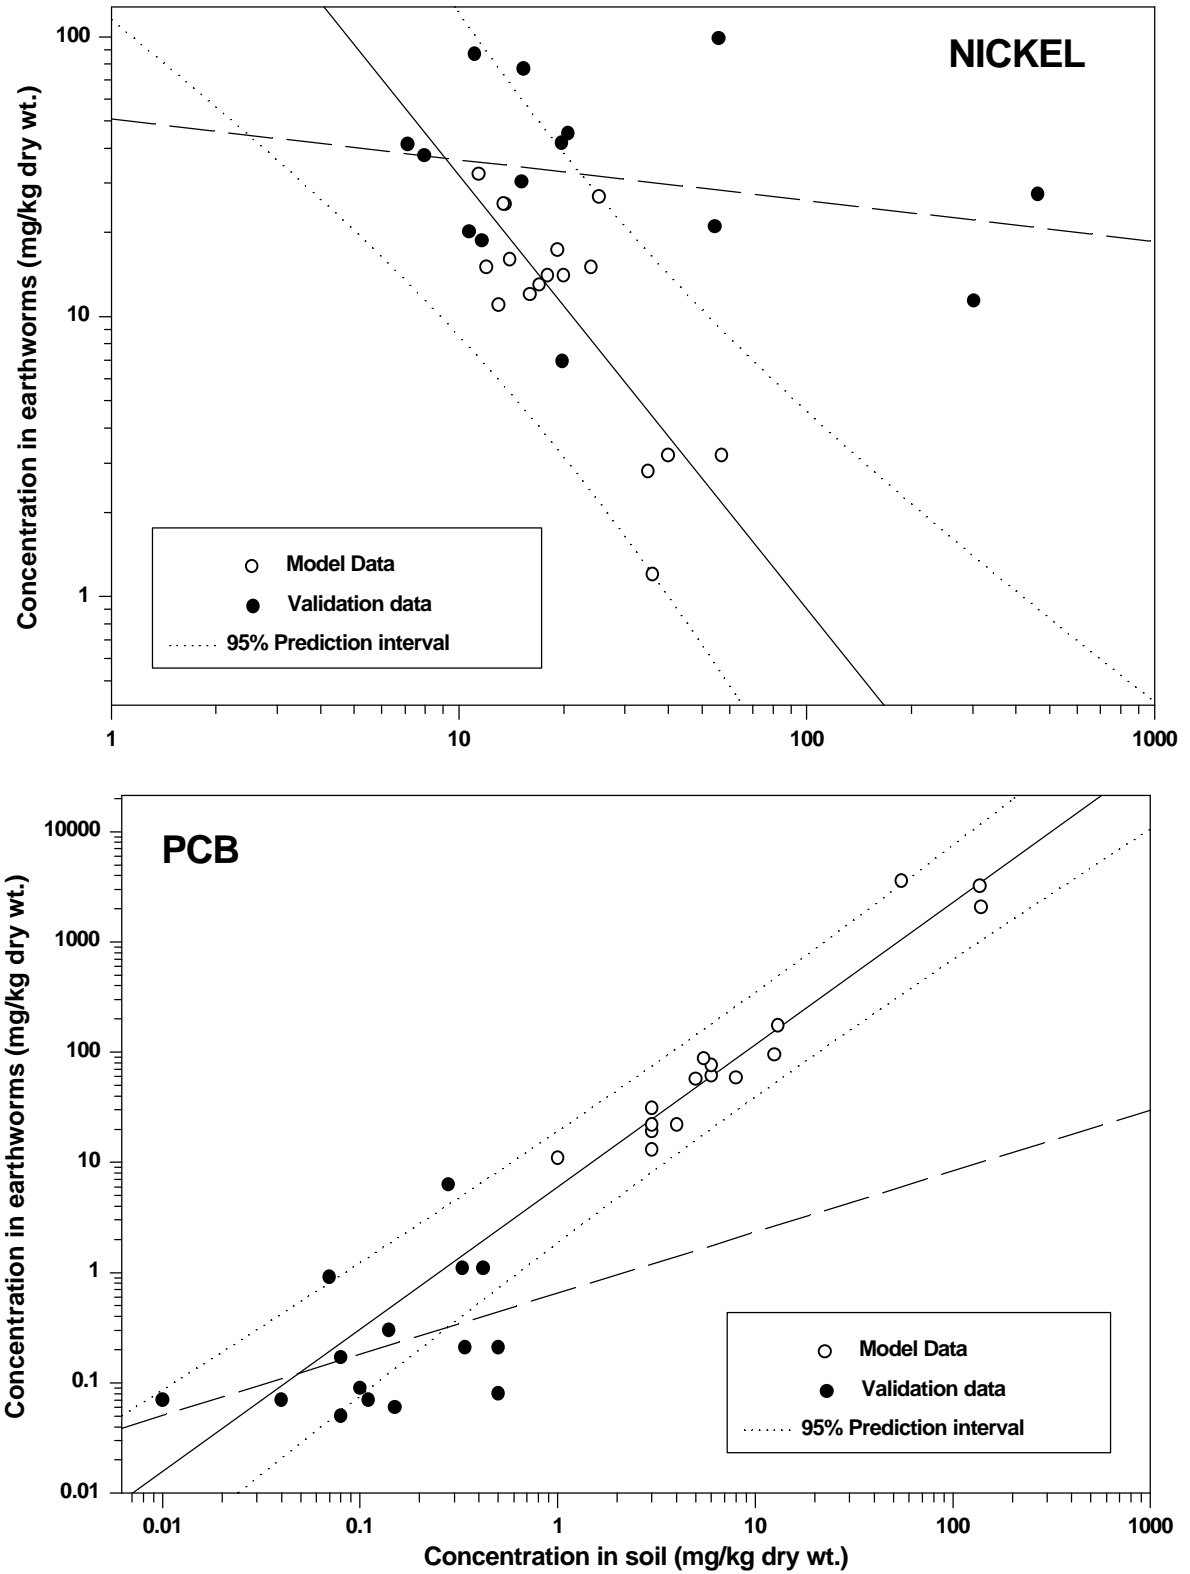 NICKEL
Concentration in earthworms (mg/kg dry wt.)
100
10
1
Model Data
Validation data
95% Prediction interval
1 10 100 1000
PCB
Concentration in earthworms (mg/kg dry wt.)
10000
1000
100
10
1
0.1
0.01
Model Data
Validation data
95% Prediction interval
0.01 0.1 1 10 100 1000
Concentration in soil (mg/kg dry wt.)